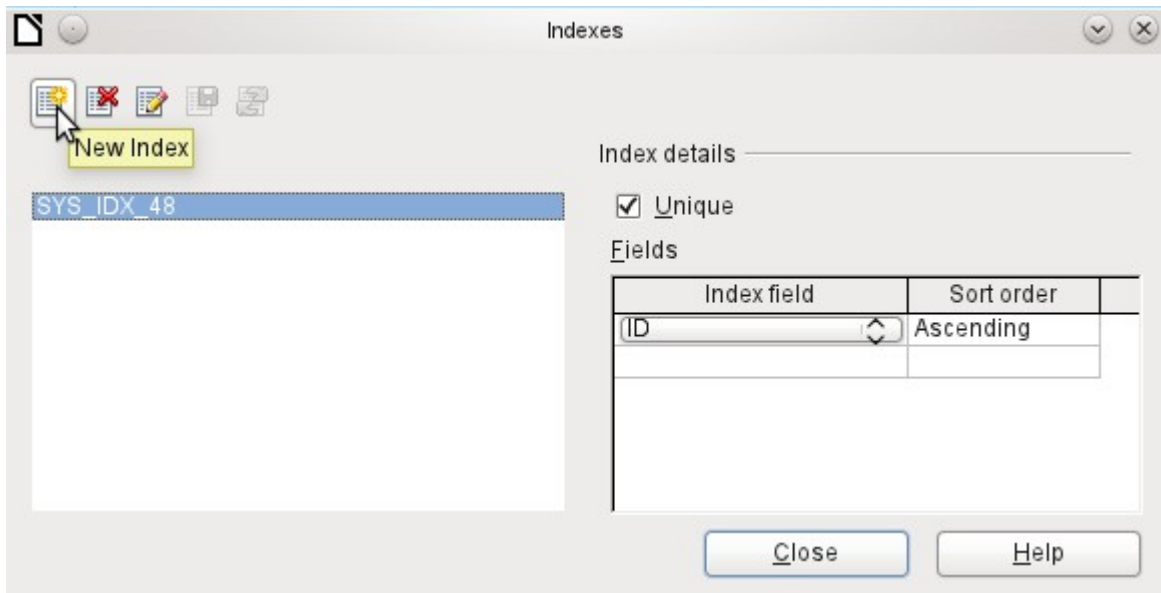 Indexes
New Index
Index details
SYS_IDX_48
Unique
Fields
Index field Sort order
ID Ascending
Close Help